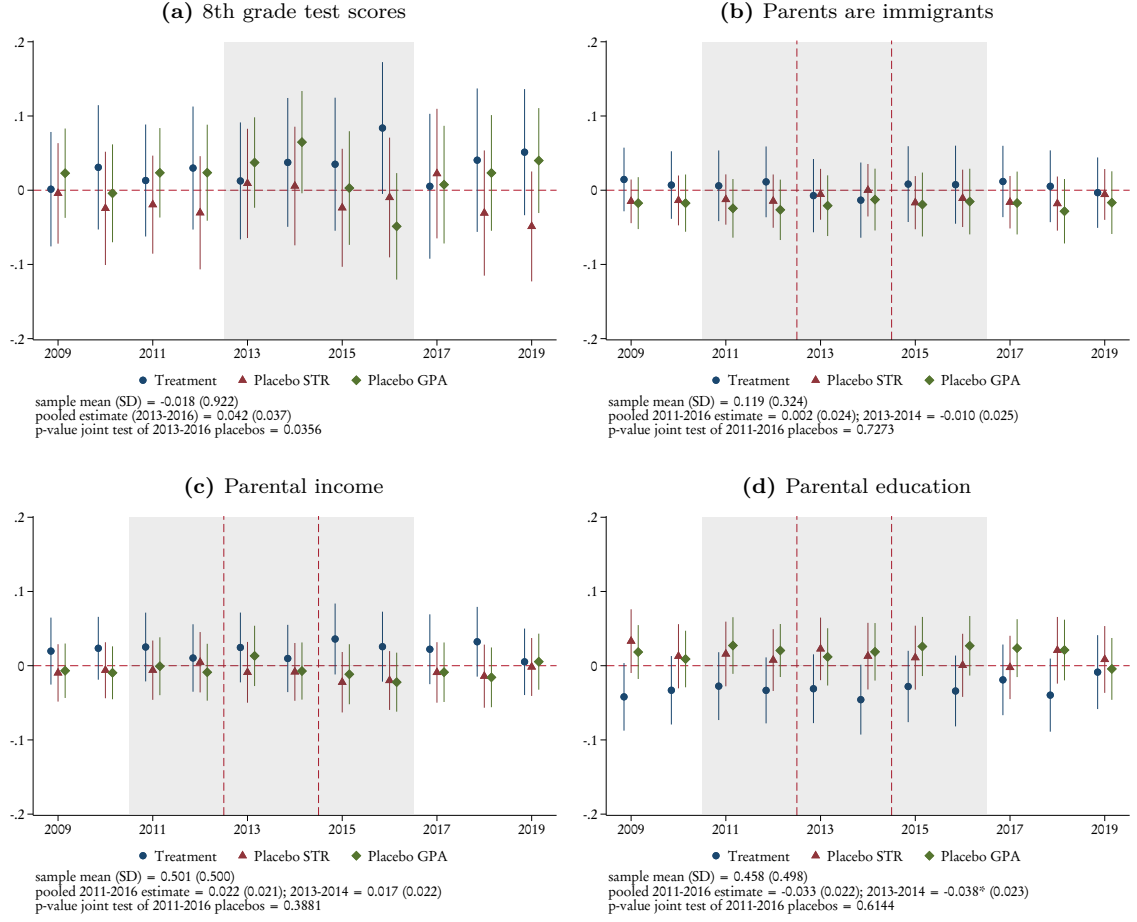 (a) 8th grade test scores
.2
.1
0
-.1
-.2
2009 2011 2013 2015 2017 2019
Treatment Placebo STR Placebo GPA
sample mean (SD) = -0.018 (0.922)
pooled estimate (2013-2016) = 0.042 (0.037)
p-value joint test of 2013-2016 placebos = 0.0356
(b) Parents are immigrants
.2
.1
0
-.1
-.2
2009 2011 2013 2015 2017 2019
Treatment Placebo STR Placebo GPA
sample mean (SD) = 0.119 (0.324)
pooled 2011-2016 estimate = 0.002 (0.024); 2013-2014 = -0.010 (0.025)
p-value joint test of 2011-2016 placebos = 0.7273
(c) Parental income
.2
.1
0
-.1
-.2
2009 2011 2013 2015 2017 2019
Treatment Placebo STR Placebo GPA
sample mean (SD) = 0.501 (0.500)
pooled 2011-2016 estimate = 0.022 (0.021); 2013-2014 = 0.017 (0.022)
p-value joint test of 2011-2016 placebos = 0.3881
(d) Parental education
.2
.1
0
-.1
-.2
2009 2011 2013 2015 2017 2019
Treatment Placebo STR Placebo GPA
sample mean (SD) = 0.458 (0.498)
pooled 2011-2016 estimate = -0.033 (0.022); 2013-2014 = -0.038* (0.023)
p-value joint test of 2011-2016 placebos = 0.6144